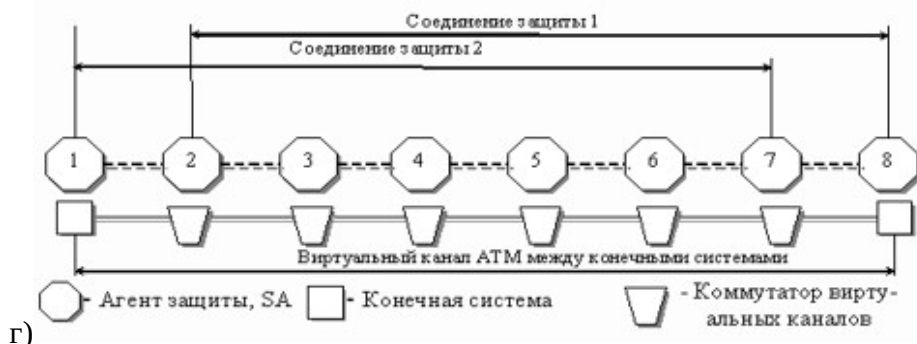 Соединение защиты 1
Соединение защиты 2
1 2 3 4 5 6 7 8
Виртуальный канал АТМ между конечными системами
- Агент защиты, SA - Конечная система - Коммутатор вирту-
альных каналов
г)